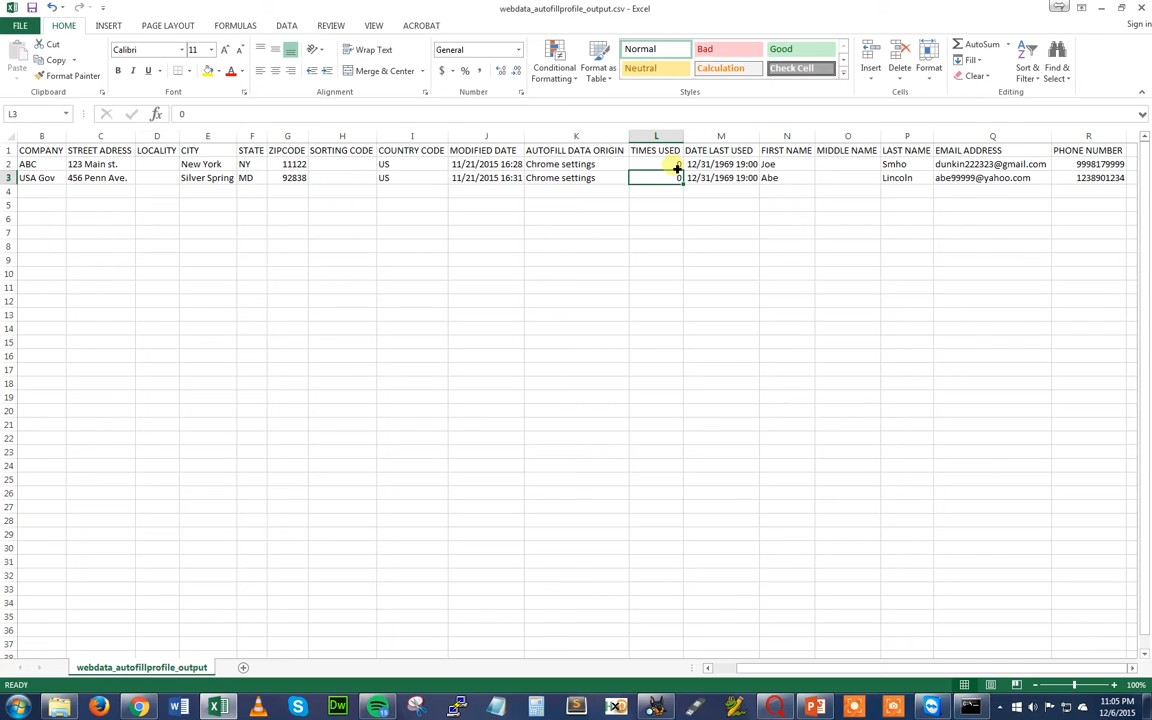 webdata_autofillprofile_output.csv - Excel
FILE HOME INSERT PAGE LAYOUT FORMULAS DATA REVIEW VIEW ACROBAT Sign in
Paste Cut Copy Format Painter Clipboard
Calibri 11 A A B I U A Font
Wrap Text Merge & Center Alignment
General $ % , Number
Conditional Formatting Format as Table
Normal Bad Good
Neutral Calculation Check Cell
Styles
Insert Delete Format Cells
AutoSum Fill Clear Sort & Filter Find & Select Editing
L3 fx 0
B C D E F G H I J K L M N O P Q R
1 COMPANY STREET ADRESS LOCALITY CITY STATE ZIPCODE SORTING CODE COUNTRY CODE MODIFIED DATE AUTOFILL DATA ORIGIN TIMES USED DATE LAST USED FIRST NAME MIDDLE NAME LAST NAME EMAIL ADDRESS PHONE NUMBER
2 ABC 123 Main st. New York NY 11122 US 11/21/2015 16:28 Chrome settings 0 12/31/1969 19:00 Joe Smho dunkin222323@gmail.com 9998179999
3 USA Gov 456 Penn Ave. Silver Spring MD 92838 US 11/21/2015 16:31 Chrome settings 0 12/31/1969 19:00 Abe Lincoln abe99999@yahoo.com 1238901234
4
5
6
7
8
9
10
11
12
13
14
15
16
17
18
19
20
21
22
23
24
25
26
27
28
29
30
31
32
33
34
35
36
37
webdata_autofillprofile_output
READY 100%
11:05 PM
12/6/2015